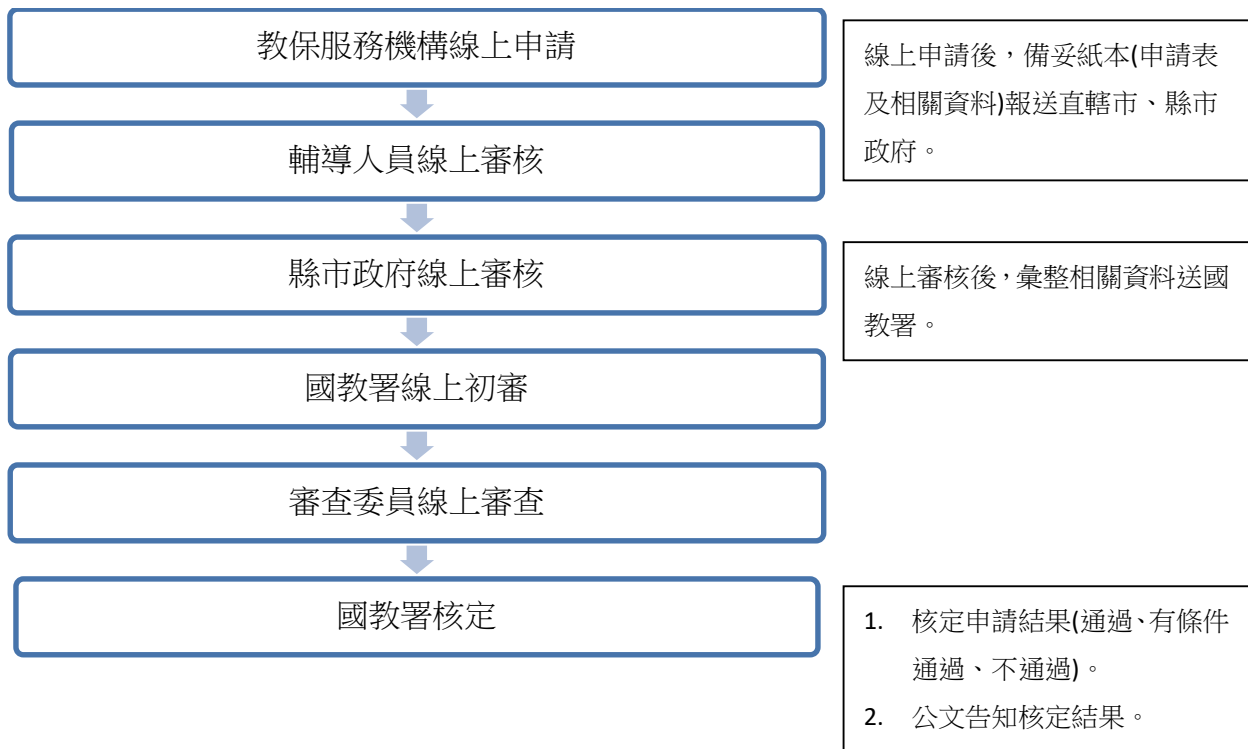 教保服務機構線上申請
線上申請後，備妥紙本(申請表
及相關資料)報送直轄市、縣市
政府。
輔導人員線上審核
縣市政府線上審核
線上審核後，彙整相關資料送國
教署。
國教署線上初審
審查委員線上審查
國教署核定
1. 核定申請結果(通過、有條件
通過、不通過)。
2. 公文告知核定結果。